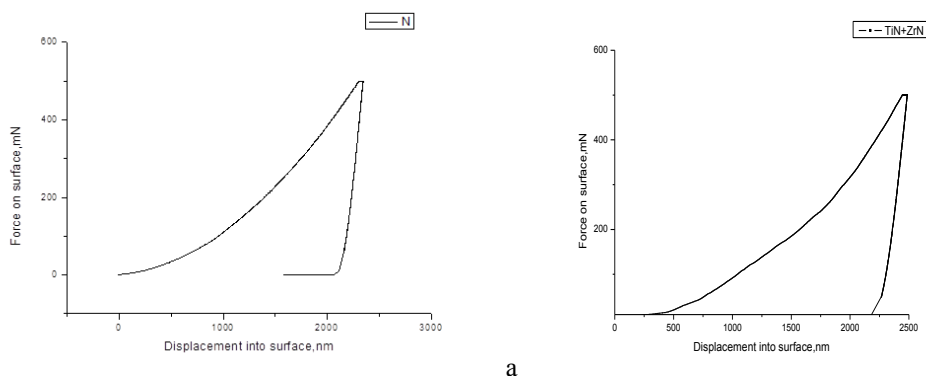 N
600
400
200
0
Force on surface,mN
0
1000
2000
3000
Displacement into surface,nm
TiN+ZrN
600
400
200
Force on surface,mN
0
500
1000
1500
2000
2500
Displacement into surface,nm
a